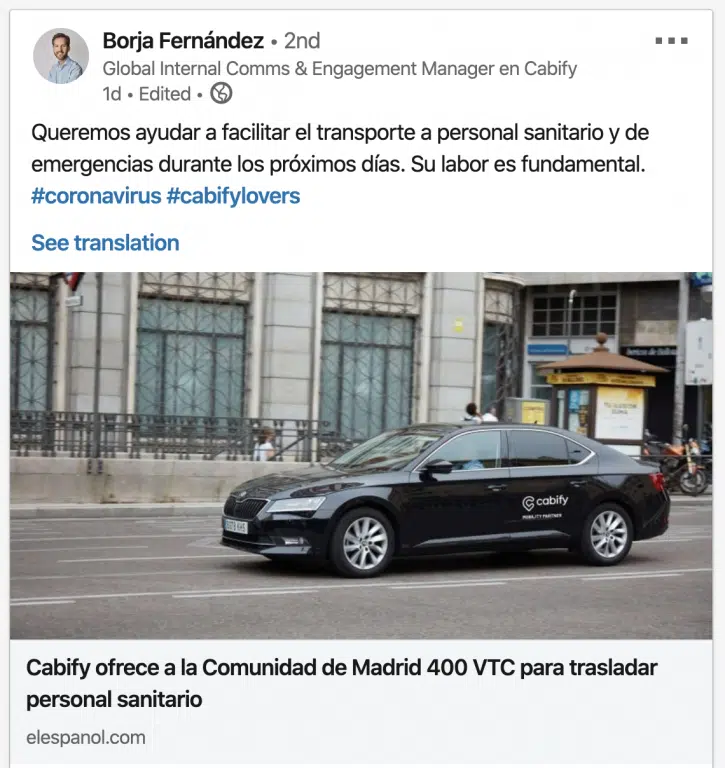 Borja Fernández • 2nd
Global Internal Comms & Engagement Manager en Cabify
1d • Edited •
Queremos ayudar a facilitar el transporte a personal sanitario y de
emergencias durante los próximos días. Su labor es fundamental.
#coronavirus #cabifylovers
See translation
cabify
MOBILITY PARTNER
Cabify ofrece a la Comunidad de Madrid 400 VTC para trasladar
personal sanitario
elespanol.com